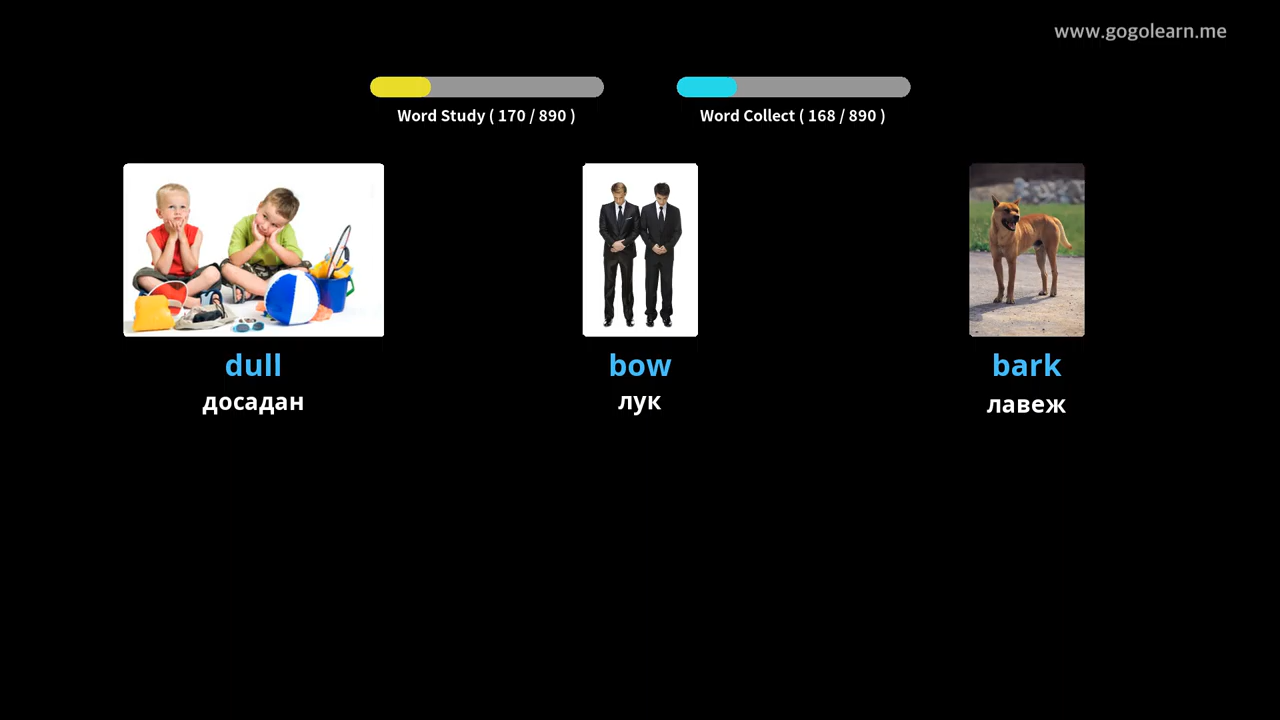 www.gogolearn.me
Word Study ( 170 / 890 )
Word Collect ( 168 / 890 )
dull
bow
bark
досадан
лук
лавеж